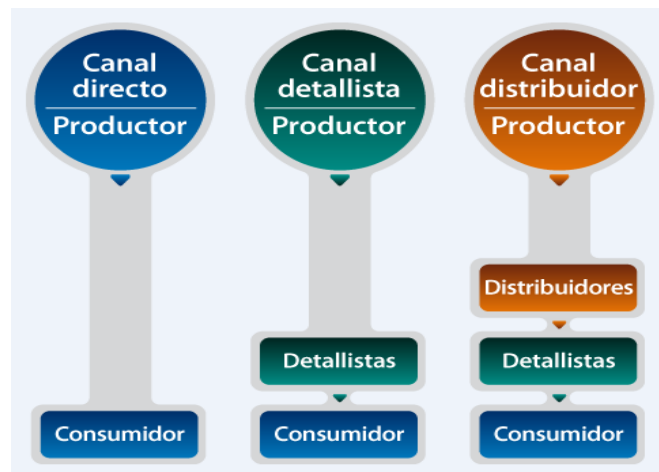 Canal
directo
Productor
Consumidor
Canal
detallista
Productor
Detallistas
Consumidor
Canal
distribuidor
Productor
Distribuidores
Detallistas
Consumidor